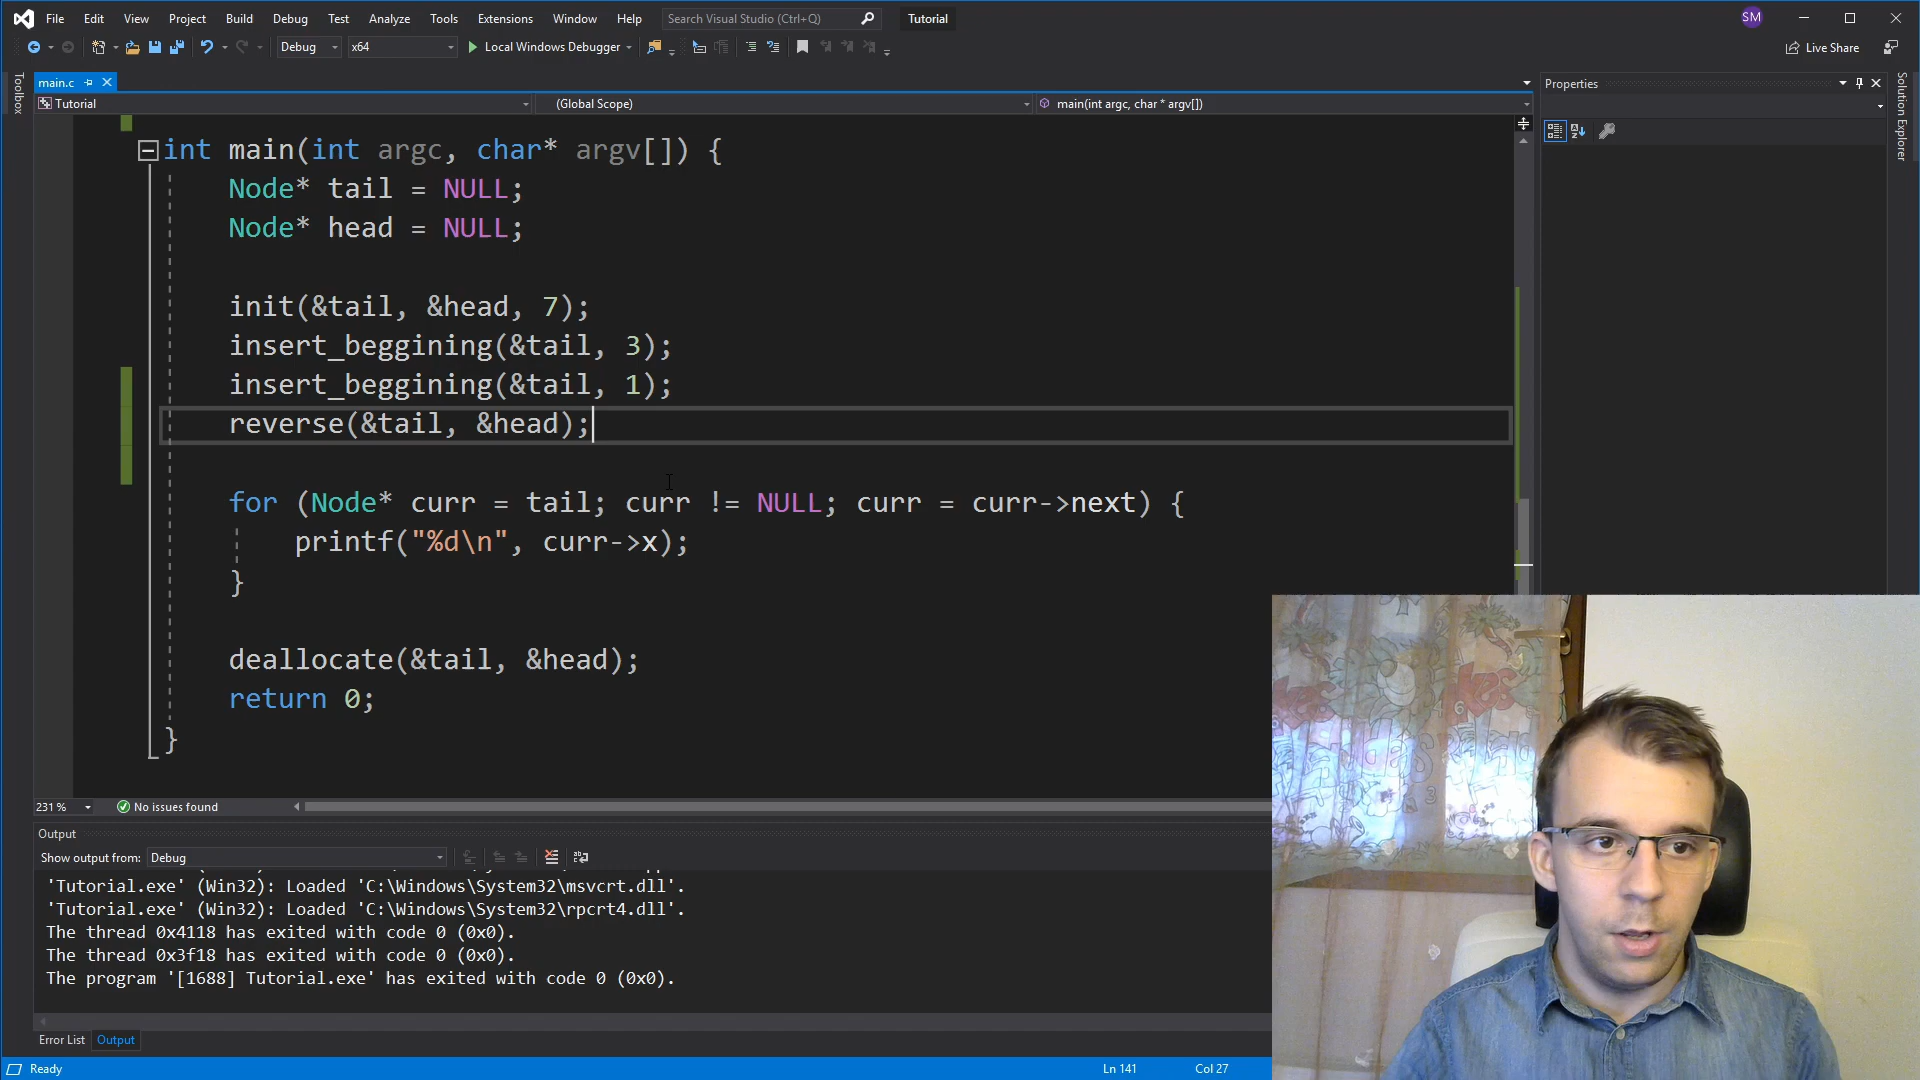 File Edit View Project Build Debug Test Analyze Tools Extensions Window Help Search Visual Studio (Ctrl+Q) Tutorial SM
Debug x64 Local Windows Debugger Live Share
main.c
Properties
Toolbox
Solution Explorer
Tutorial (Global Scope) main(int argc, char * argv[])
int main(int argc, char* argv[]) {
Node* tail = NULL;
Node* head = NULL;
init(&tail, &head, 7);
insert_beggining(&tail, 3);
insert_beggining(&tail, 1);
reverse(&tail, &head);
for (Node* curr = tail; curr != NULL; curr = curr->next) {
printf("%d\n", curr->x);
}
deallocate(&tail, &head);
return 0;
}
231 % No issues found
Output
Show output from: Debug
'Tutorial.exe' (Win32): Loaded 'C:\Windows\System32\msvcrt.dll'.
'Tutorial.exe' (Win32): Loaded 'C:\Windows\System32\rpcrt4.dll'.
The thread 0x4118 has exited with code 0 (0x0).
The thread 0x3f18 has exited with code 0 (0x0).
The program '[1688] Tutorial.exe' has exited with code 0 (0x0).
Error List Output
Ready Ln 141 Col 27